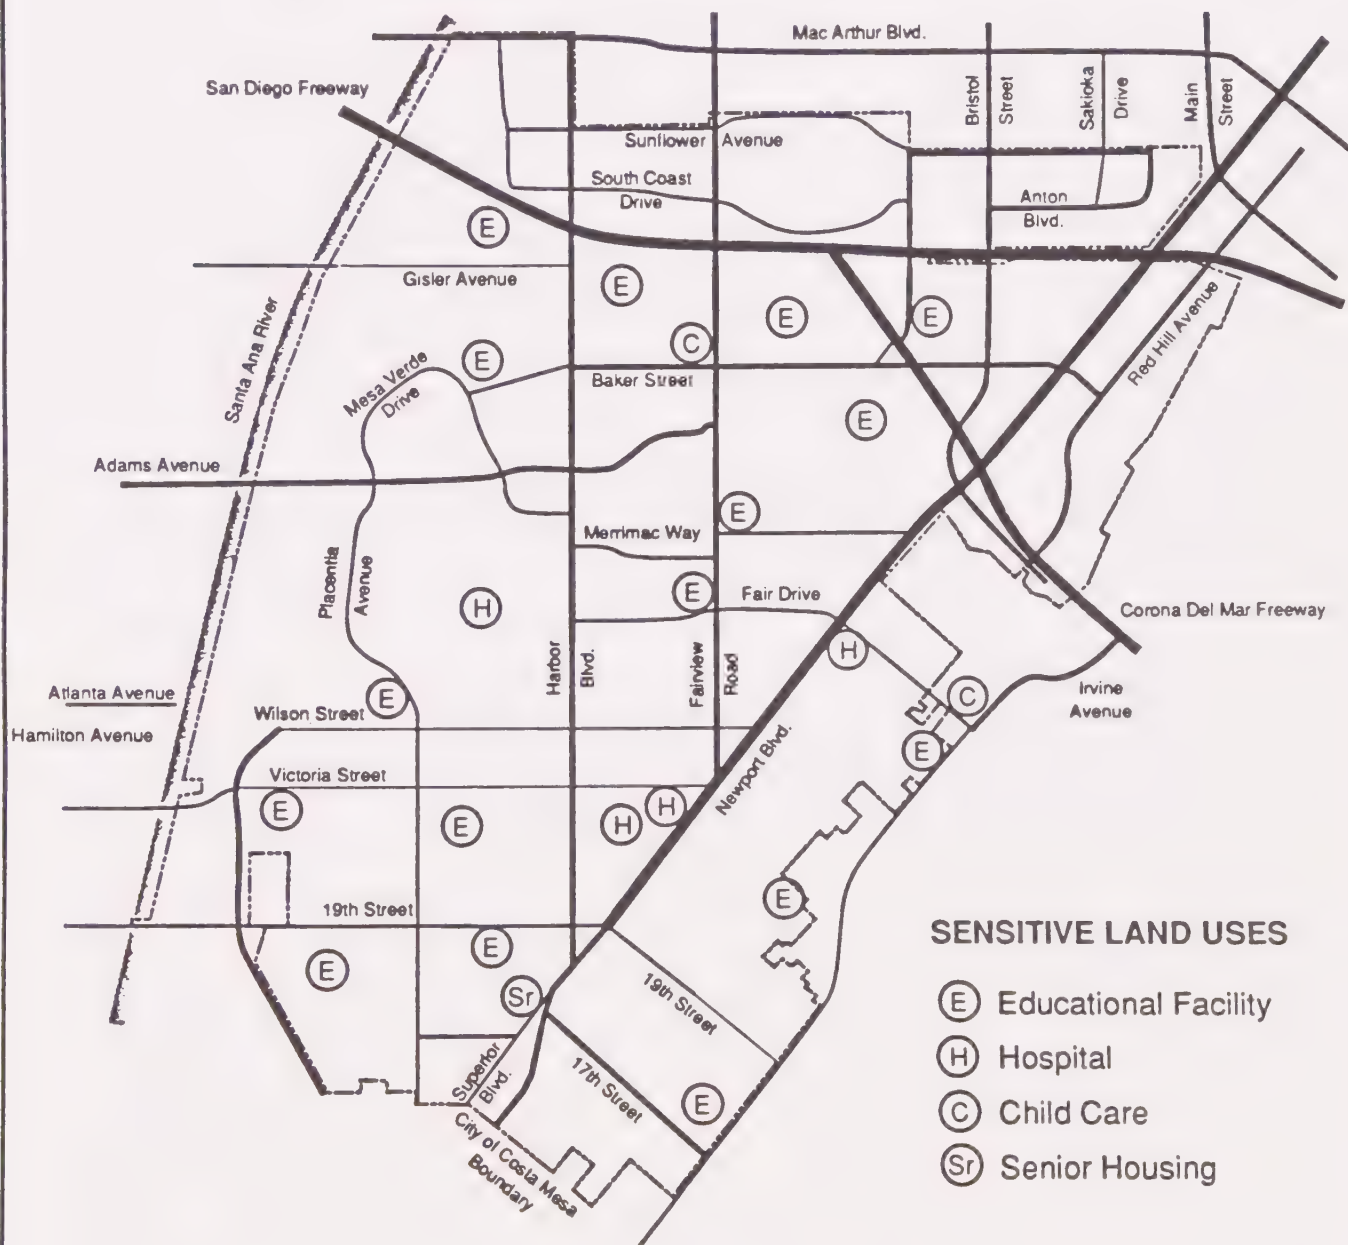 Mac Arthur Blvd.
San Diego Freeway
Bristol
Street
Sakioka
Drive
Main
Street
Sunflower Avenue
South Coast
Drive
Anton
Blvd.
E
Gisler Avenue
E
E
E
Santa Ana River
Red Hill Avenue
C
E
Mesa Verde
Drive
Baker Street
E
Adams Avenue
E
Merrimac Way
Placentia
Avenue
H
E
Fair Drive
Corona Del Mar Freeway
H
Harbor
Blvd.
Fairview
Road
Atlanta Avenue
Hamilton Avenue
E
C
Irvine
Avenue
Wilson Street
E
Newport Blvd.
Victoria Street
E
E
H
H
E
19th Street
E
E
Sr
19th Street
17th Street
Superior
Blvd.
E
City of Costa Mesa
Boundary
SENSITIVE LAND USES
E Educational Facility
H Hospital
C Child Care
Sr Senior Housing